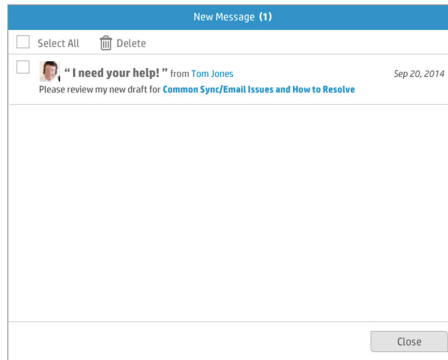 New Message (1)
Select All Delete
“ I need your help! ” from Tom Jones Sep 20, 2014
Please review my new draft for Common Sync/Email Issues and How to Resolve
Close